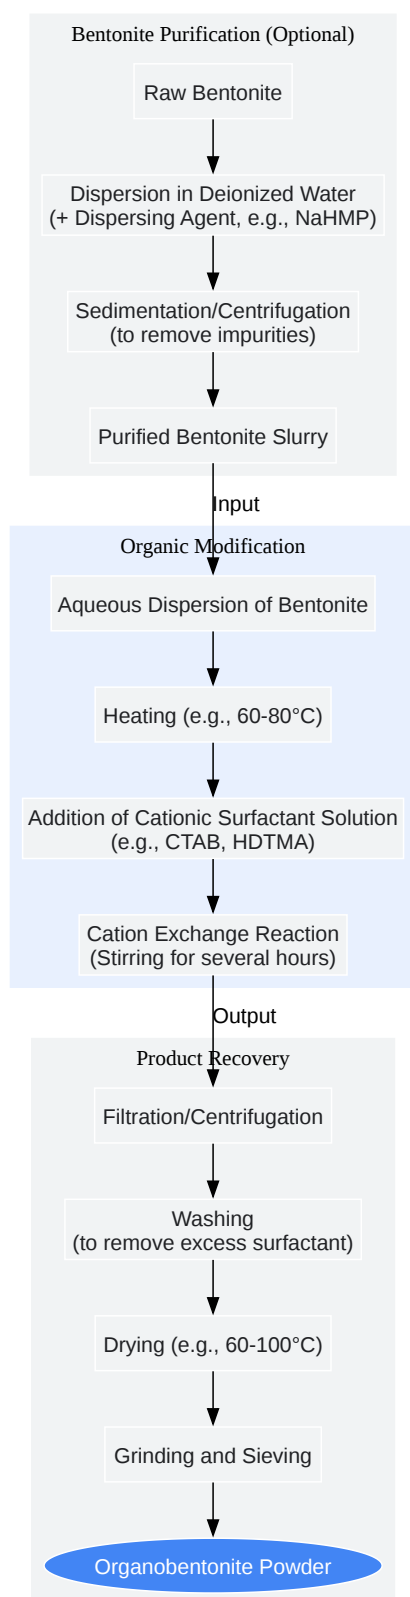 Bentonite Purification (Optional)
Raw Bentonite
Dispersion in Deionized Water
(+ Dispersing Agent, e.g., NaHMP)
Sedimentation/Centrifugation
(to remove impurities)
Purified Bentonite Slurry
Input
Organic Modification
Aqueous Dispersion of Bentonite
Heating (e.g., 60-80°C)
Addition of Cationic Surfactant Solution
(e.g., CTAB, HDTMA)
Cation Exchange Reaction
(Stirring for several hours)
Output
Product Recovery
Filtration/Centrifugation
Washing
(to remove excess surfactant)
Drying (e.g., 60-100°C)
Grinding and Sieving
Organobentonite Powder